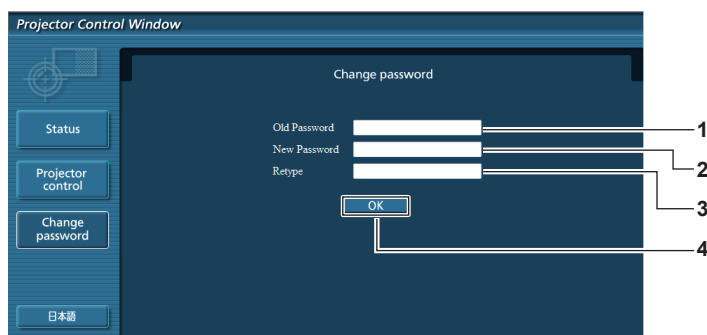 Projector Control Window
Change password
Status
Projector
control
Change
password
日本語
Old Password
New Password
Retype
OK
1
2
3
4